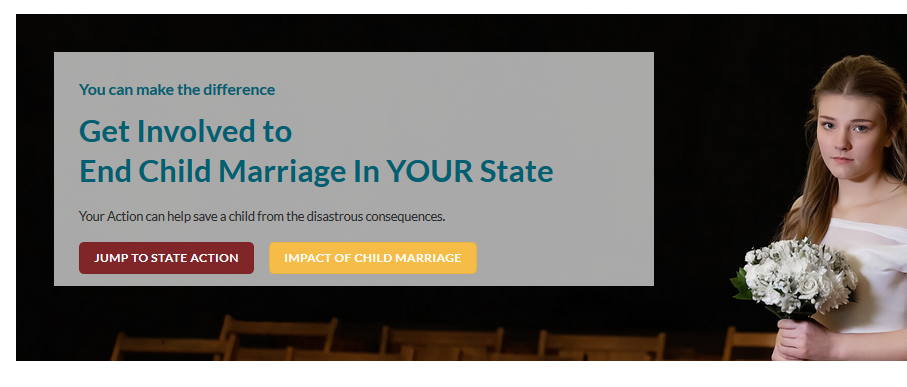 You can make the difference
Get Involved to
End Child Marriage In YOUR State
Your Action can help save a child from the disastrous consequences.
JUMP TO STATE ACTION
IMPACT OF CHILD MARRIAGE